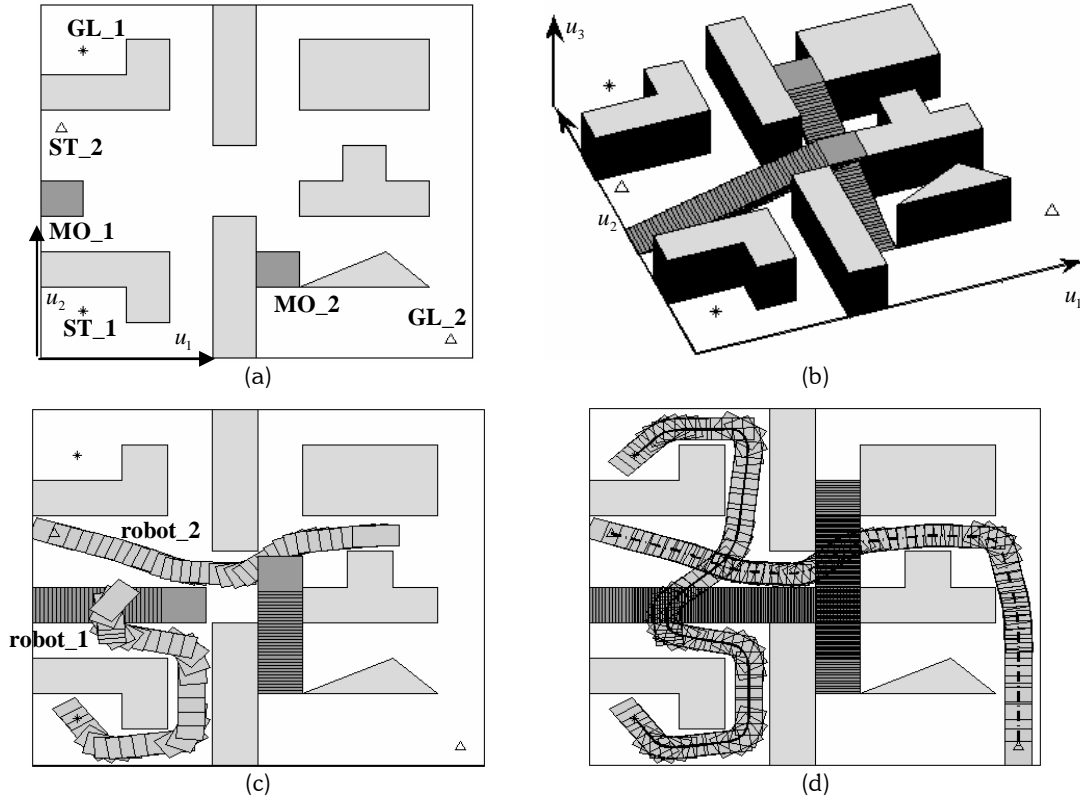 GL_1
ST_2
MO_1
u2
ST_1
u1
MO_2
GL_2
(a)
u3
u2
u1
(b)
robot_2
robot_1
(c)
(d)